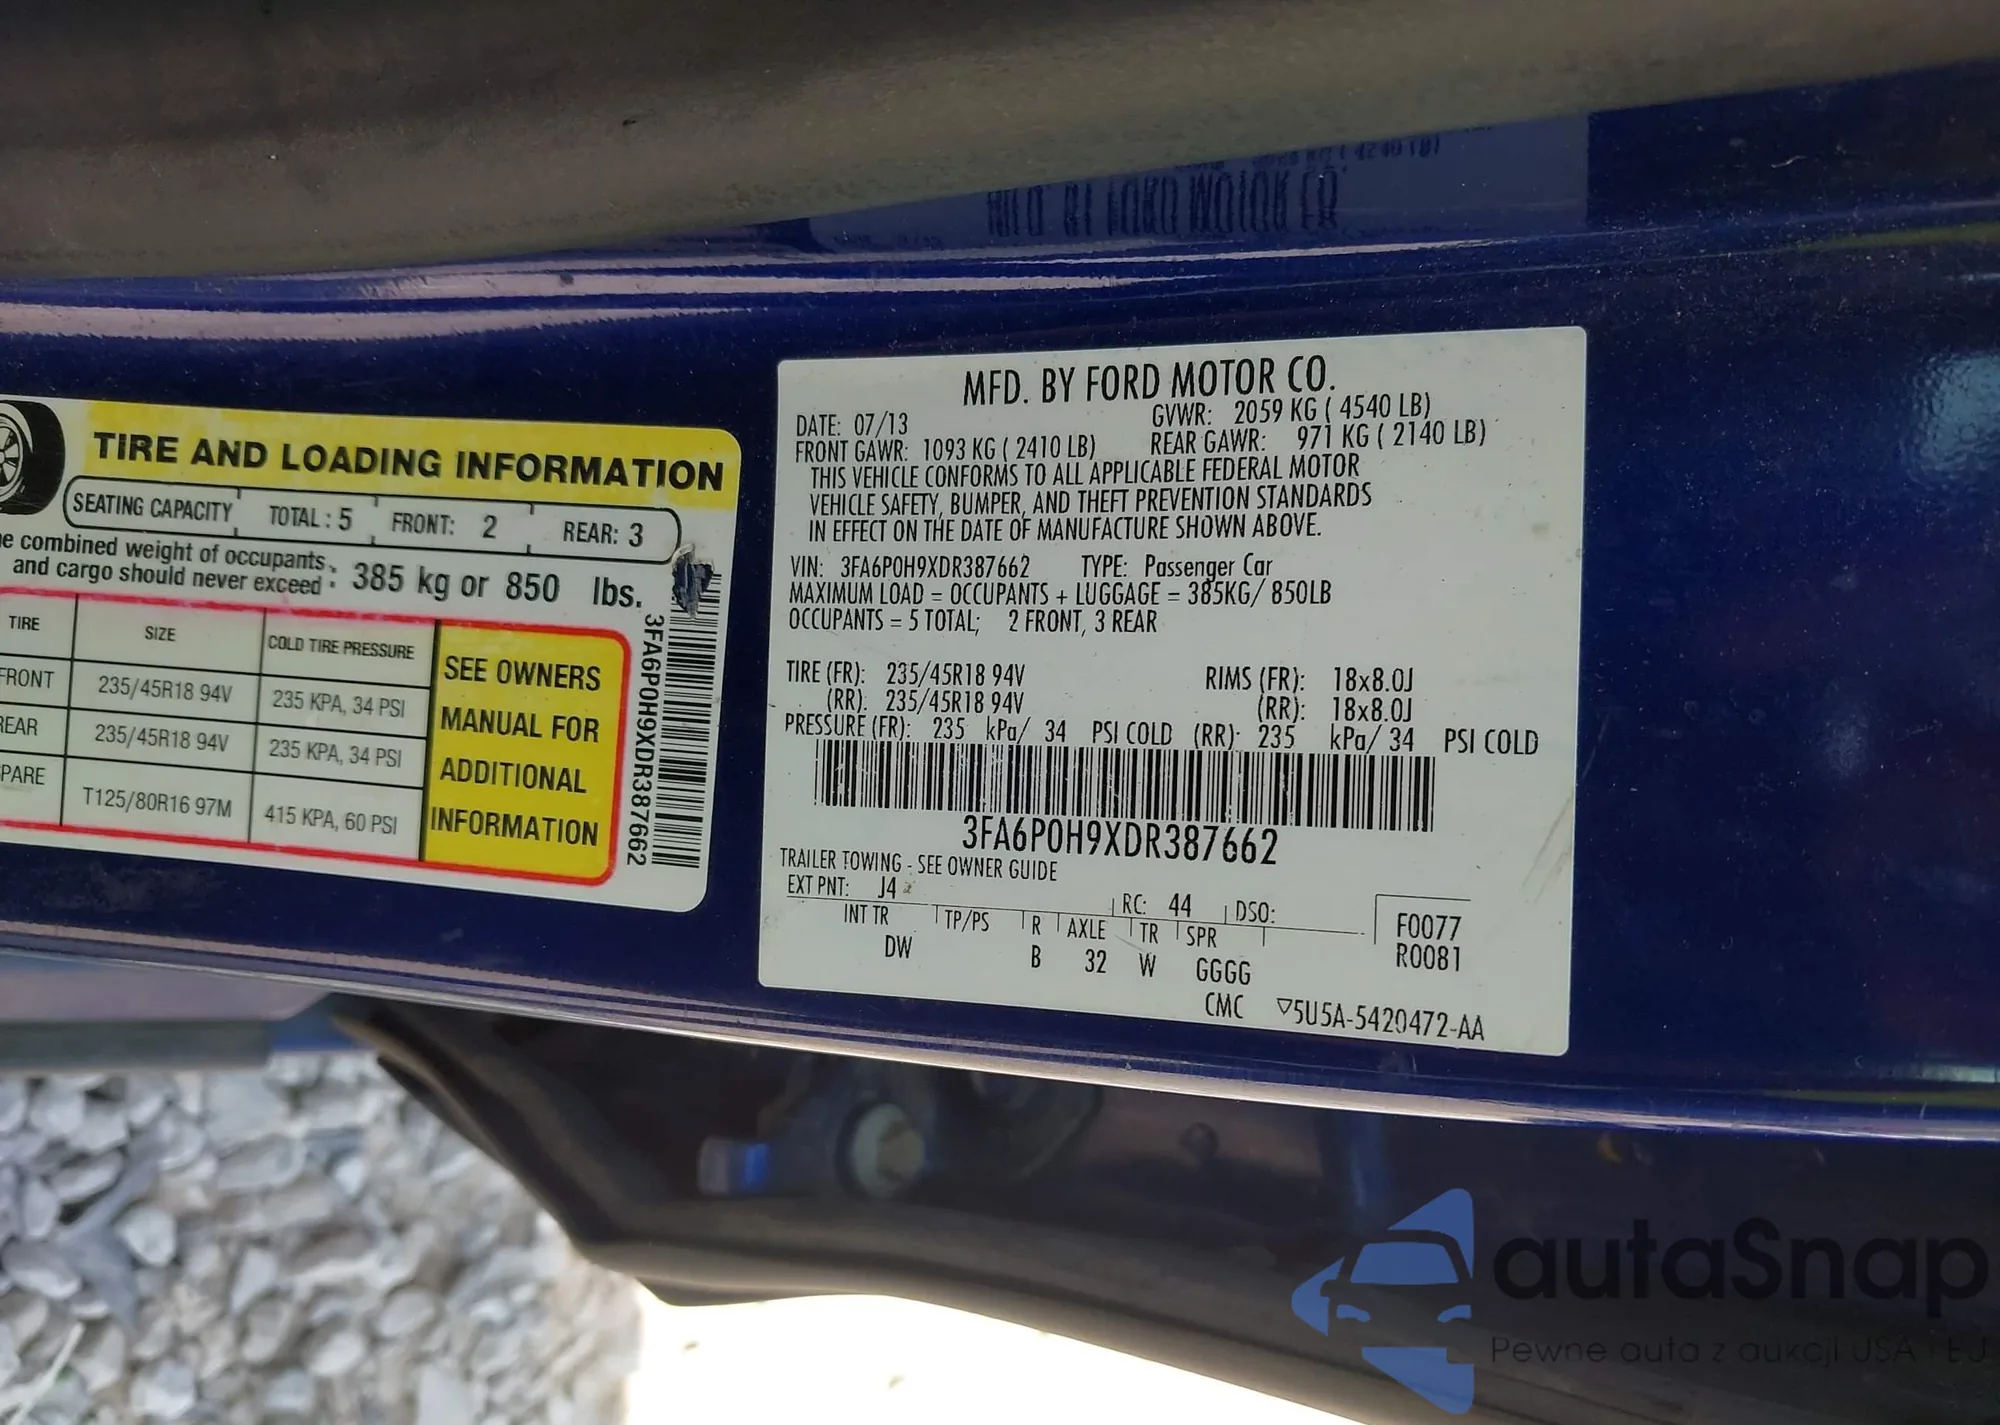 TIRE AND LOADING INFORMATION
SEATING CAPACITY TOTAL : 5 FRONT: 2 REAR: 3
combined weight of occupants
and cargo should never exceed : 385 kg or 850 lbs.
TIRE SIZE COLD TIRE PRESSURE
FRONT 235/45R18 94V 235 KPA, 34 PSI
REAR 235/45R18 94V 235 KPA, 34 PSI
T125/80R16 97M 415 KPA, 60 PSI
SEE OWNERS
MANUAL FOR
ADDITIONAL
INFORMATION
3FA6P0H9XDR387662
MFD. BY FORD MOTOR CO.
DATE: 07/13 GVWR: 2059 KG ( 4540 LB)
FRONT GAWR: 1093 KG ( 2410 LB) REAR GAWR: 971 KG ( 2140 LB)
THIS VEHICLE CONFORMS TO ALL APPLICABLE FEDERAL MOTOR
VEHICLE SAFETY, BUMPER, AND THEFT PREVENTION STANDARDS
IN EFFECT ON THE DATE OF MANUFACTURE SHOWN ABOVE.
VIN: 3FA6P0H9XDR387662 TYPE: Passenger Car
MAXIMUM LOAD = OCCUPANTS + LUGGAGE = 385KG/ 850LB
OCCUPANTS = 5 TOTAL; 2 FRONT, 3 REAR
TIRE (FR): 235/45R18 94V RIMS (FR): 18x8.0J
(RR): 235/45R18 94V (RR): 18x8.0J
PRESSURE (FR): 235 kPa/ 34 PSI COLD (RR): 235 kPa/ 34 PSI COLD
3FA6P0H9XDR387662
TRAILER TOWING - SEE OWNER GUIDE
EXT PNT: J4 RC: 44 DSO:
INT TR TP/PS R AXLE TR SPR F0077
DW B 32 W GGGG R0081
CMC ▽5U5A-5420472-AA
autaSnap
Pewne auta z aukcji USA i EU